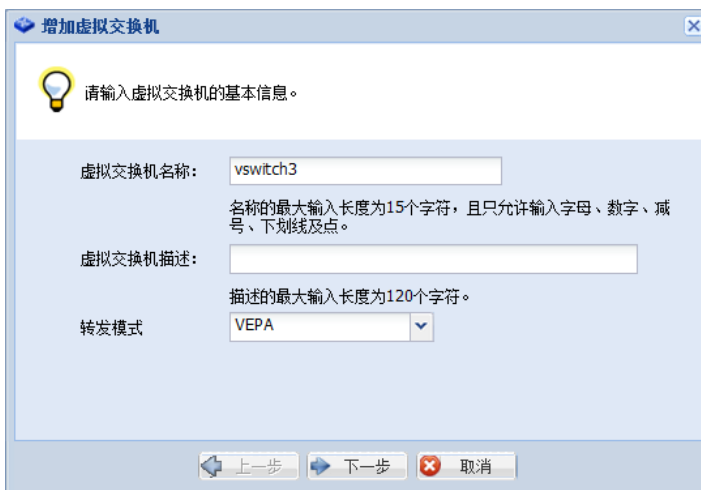 增加虚拟交换机
请输入虚拟交换机的基本信息。
虚拟交换机名称: vswitch3
名称的最大输入长度为15个字符，且只允许输入字母、数字、减
号、下划线及点。
虚拟交换机描述:
描述的最大输入长度为120个字符。
转发模式 VEPA
上一步 下一步 取消